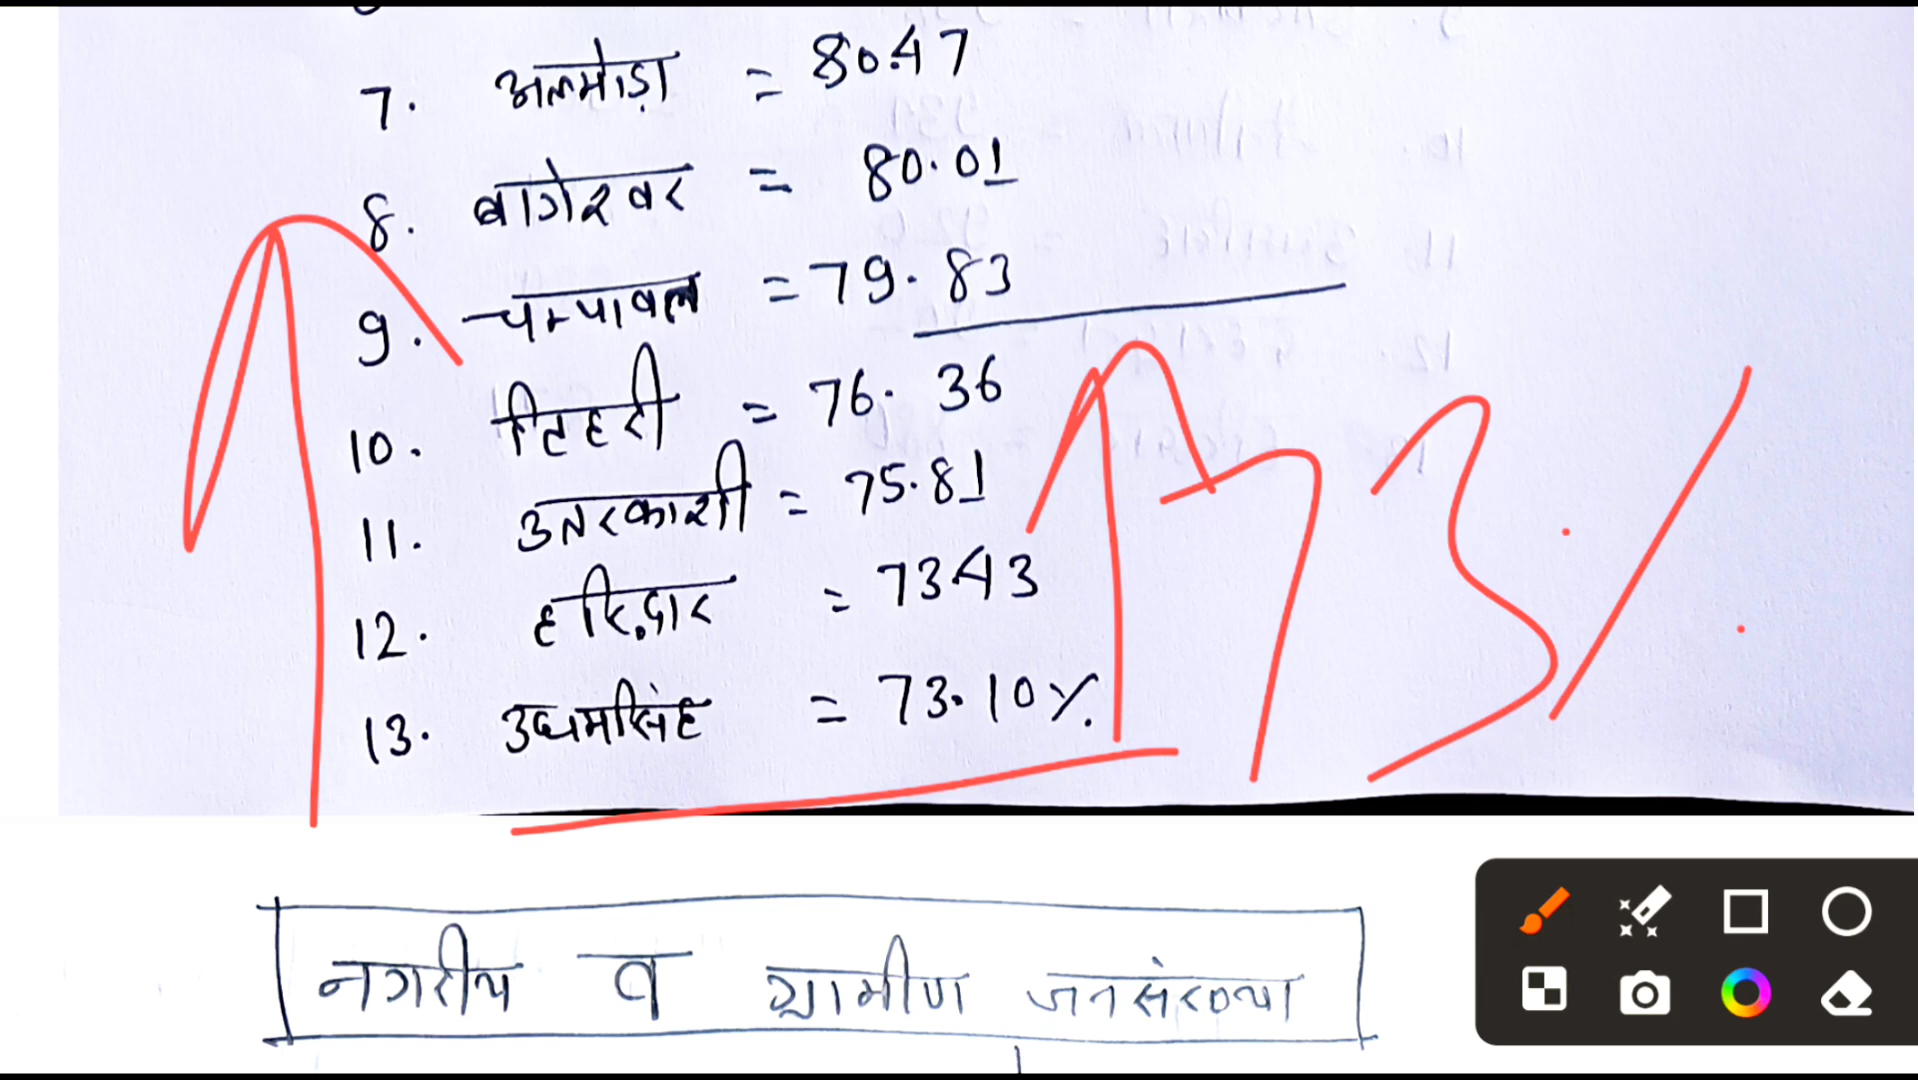 7. अल्मोड़ा = 80.47
8. बागेश्वर = 80.01
9. चम्पावत = 79.83
10. टिहरी = 76.36
11. उत्तरकाशी = 75.81
12. हरिद्वार = 7343
13. उधमसिंह = 73.10%
73%
नगरीय व ग्रामीण जनसंख्या